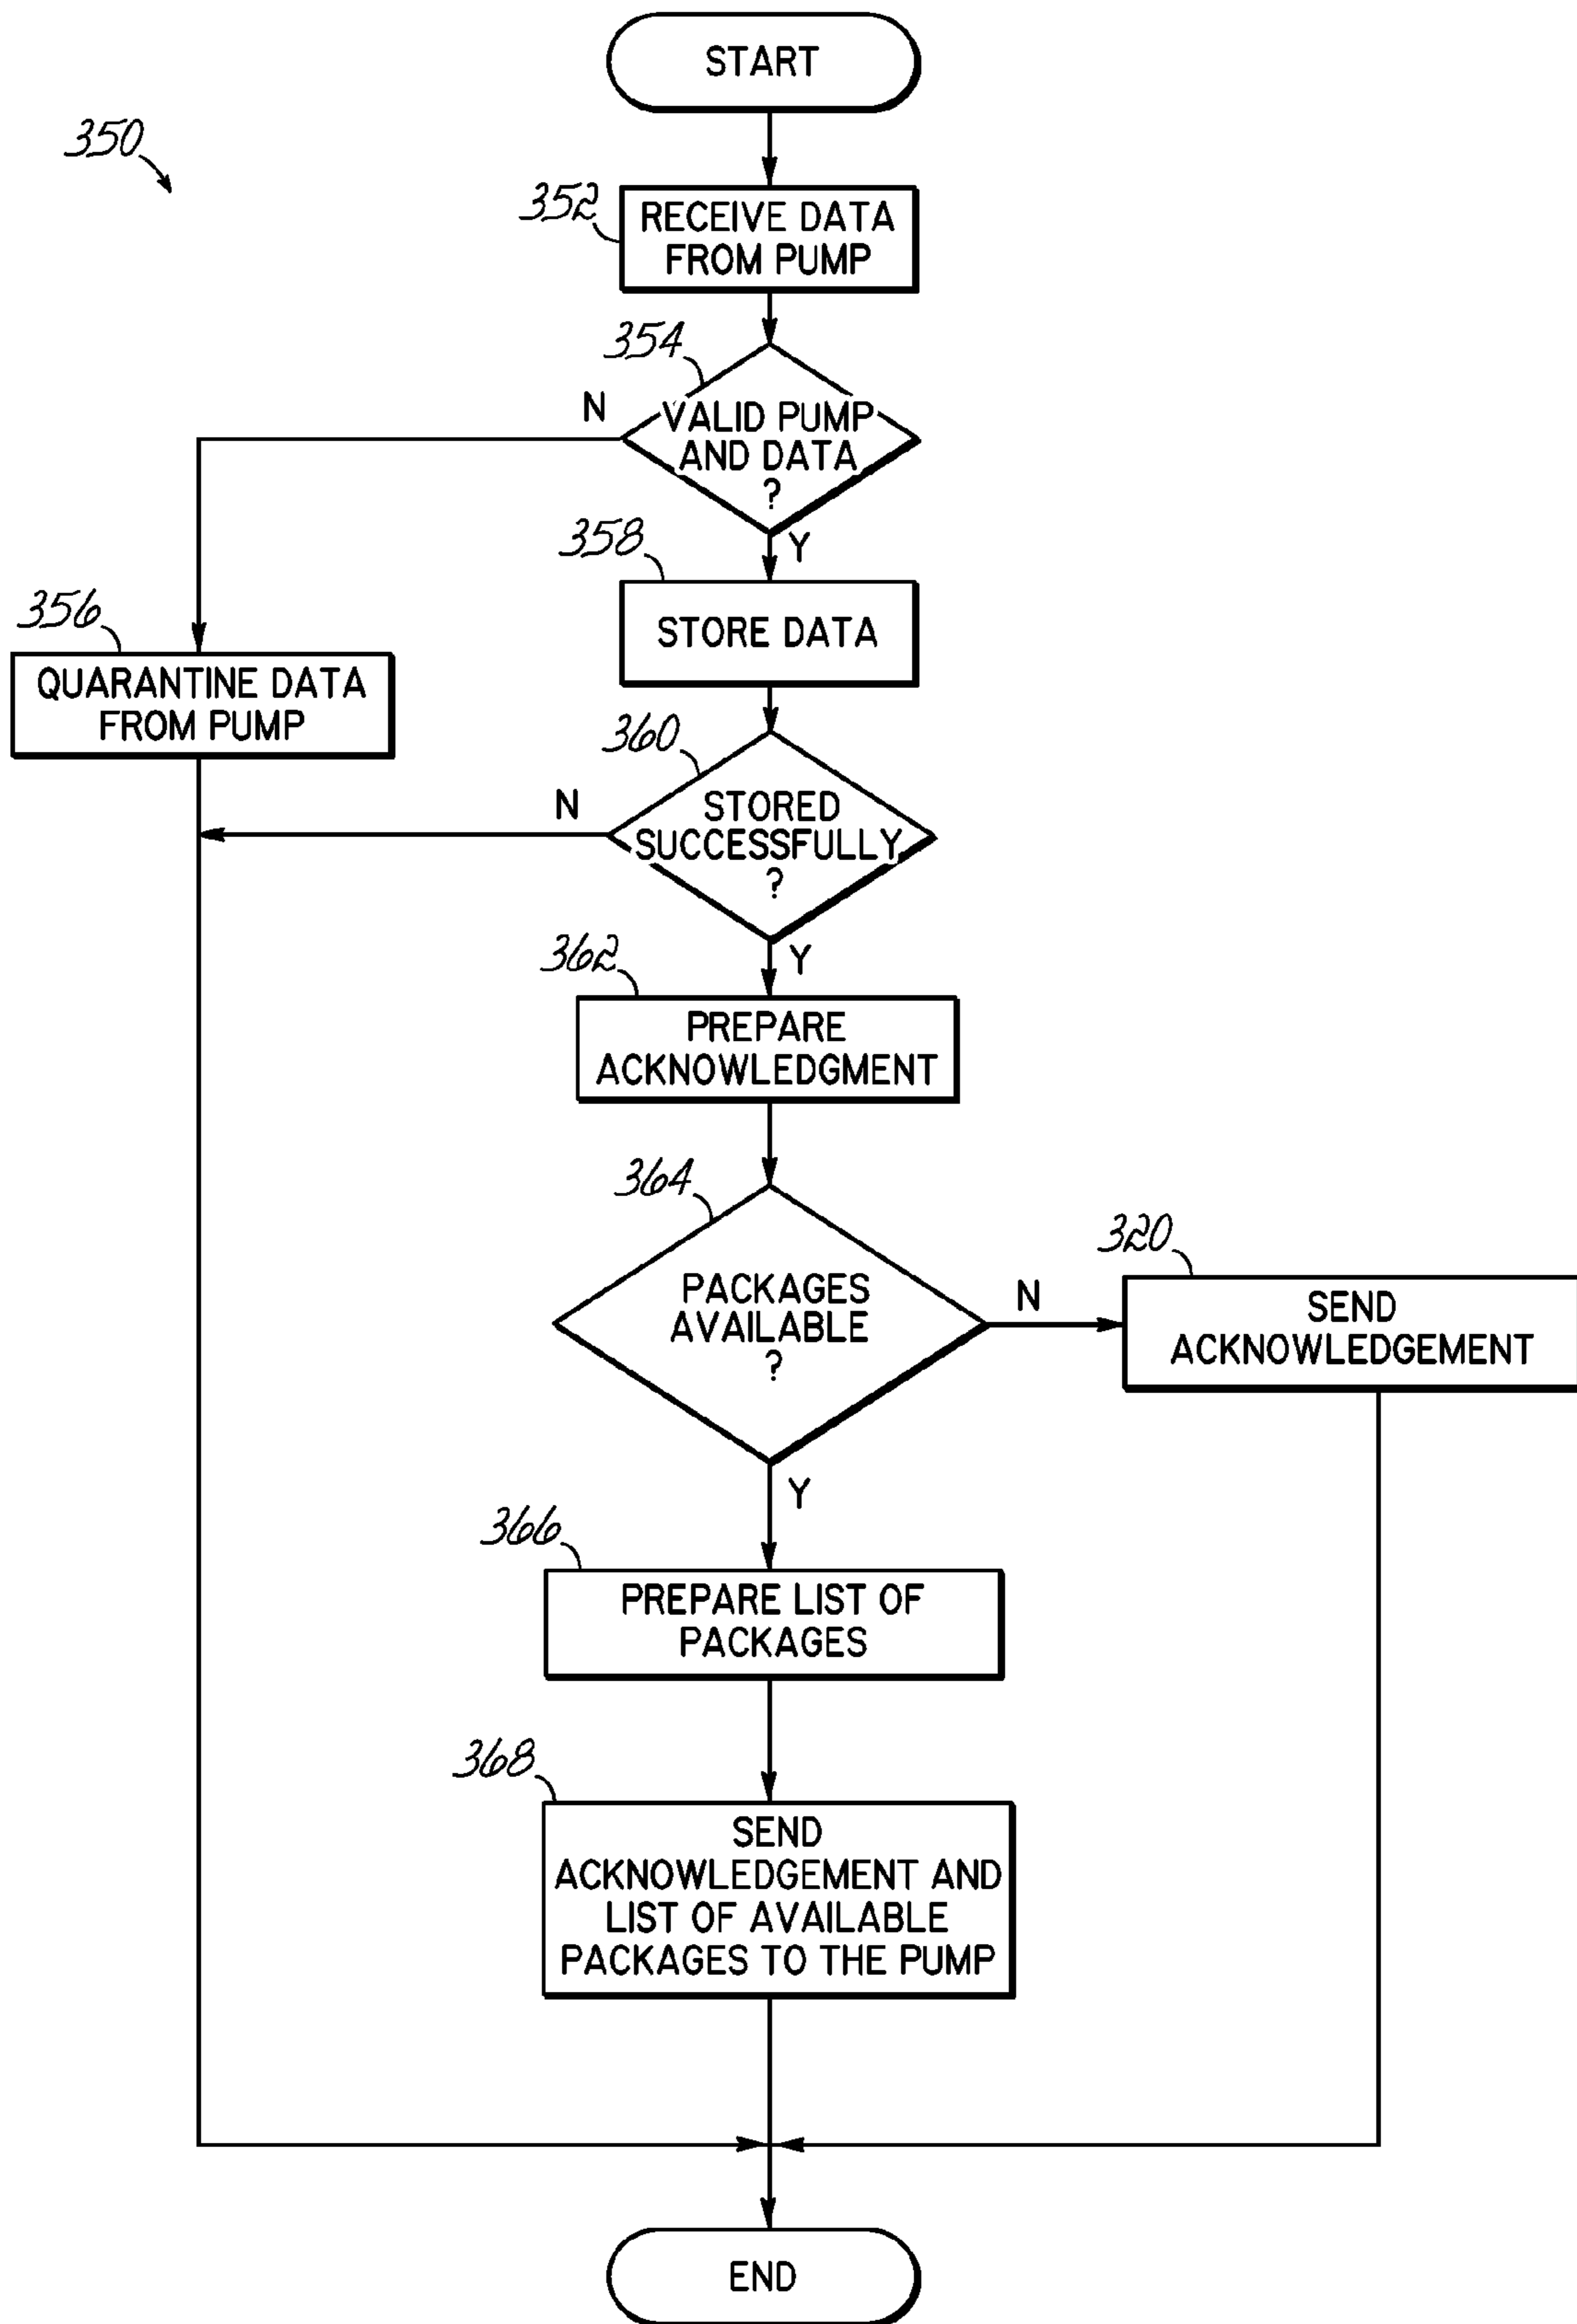 START
350
352
RECEIVE DATA
FROM PUMP
354
N
VALID PUMP
AND DATA
?
Y
358
STORE DATA
356
QUARANTINE DATA
FROM PUMP
360
N
STORED
SUCCESSFULLY
?
Y
362
PREPARE
ACKNOWLEDGMENT
364
PACKAGES
AVAILABLE
?
N
320
SEND
ACKNOWLEDGEMENT
Y
366
PREPARE LIST OF
PACKAGES
368
SEND
ACKNOWLEDGEMENT AND
LIST OF AVAILABLE
PACKAGES TO THE PUMP
END